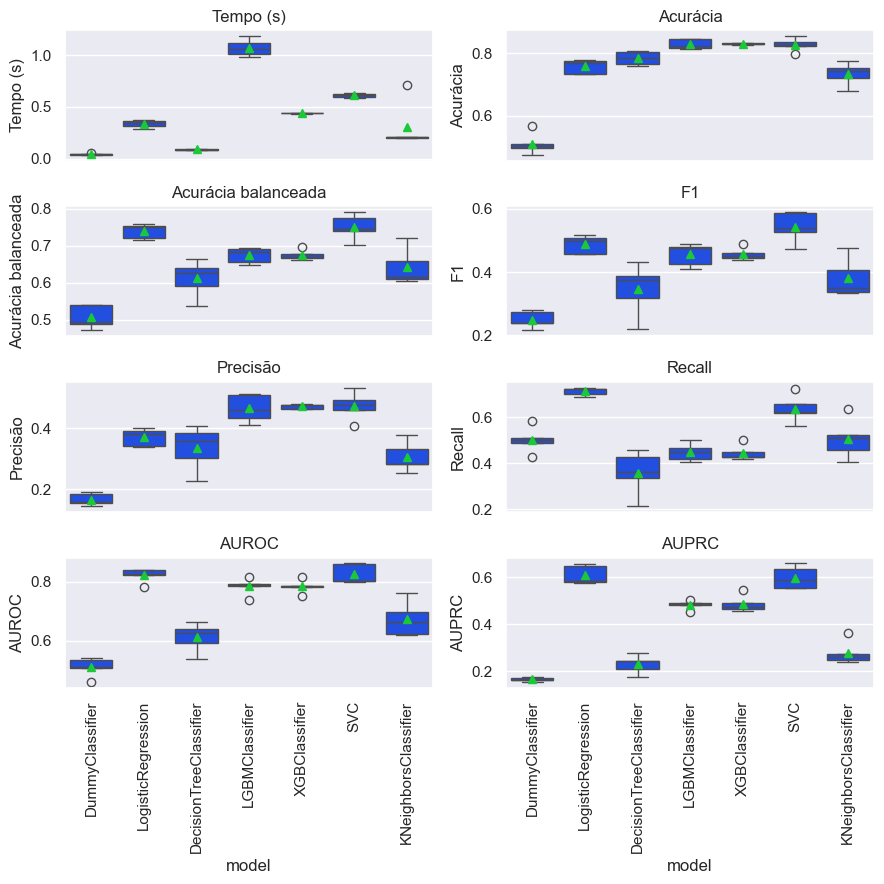 Tempo (s)
Acurácia
Tempo (s)
1.0
0.5
0.0
Acurácia
0.8
0.6
Acurácia balanceada
F1
Acurácia balanceada
0.8
0.7
0.6
0.5
F1
0.6
0.4
0.2
Precisão
Recall
Precisão
0.4
0.2
Recall
0.6
0.4
0.2
AUROC
AUPRC
AUROC
0.8
0.6
AUPRC
0.6
0.4
0.2
DummyClassifier
LogisticRegression
DecisionTreeClassifier
LGBMClassifier
XGBClassifier
SVC
KNeighborsClassifier
DummyClassifier
LogisticRegression
DecisionTreeClassifier
LGBMClassifier
XGBClassifier
SVC
KNeighborsClassifier
model
model